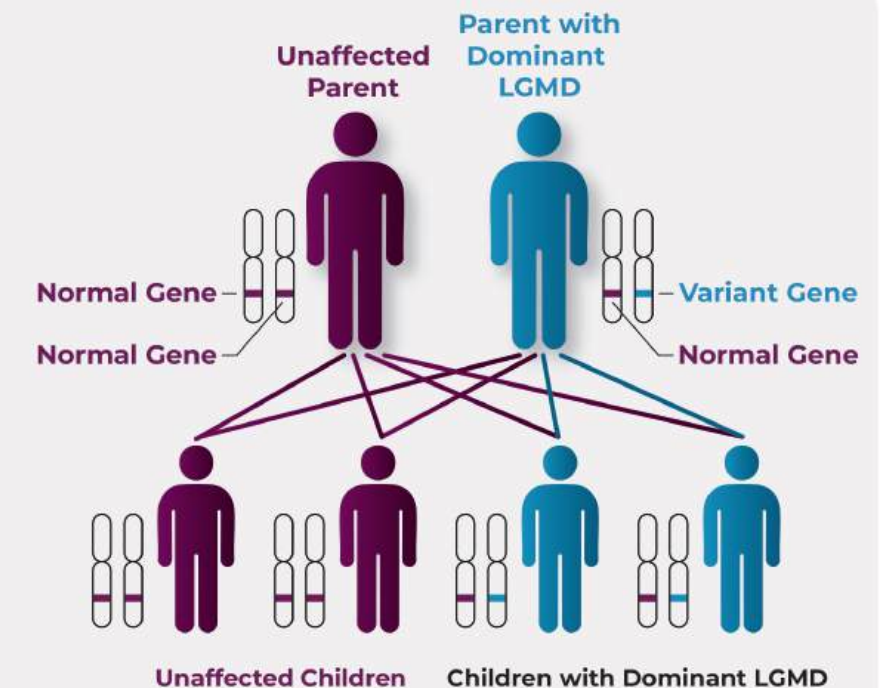 Unaffected
Parent
Parent with
Dominant
LGMD
Normal Gene
Normal Gene
Variant Gene
Normal Gene
Unaffected Children
Children with Dominant LGMD